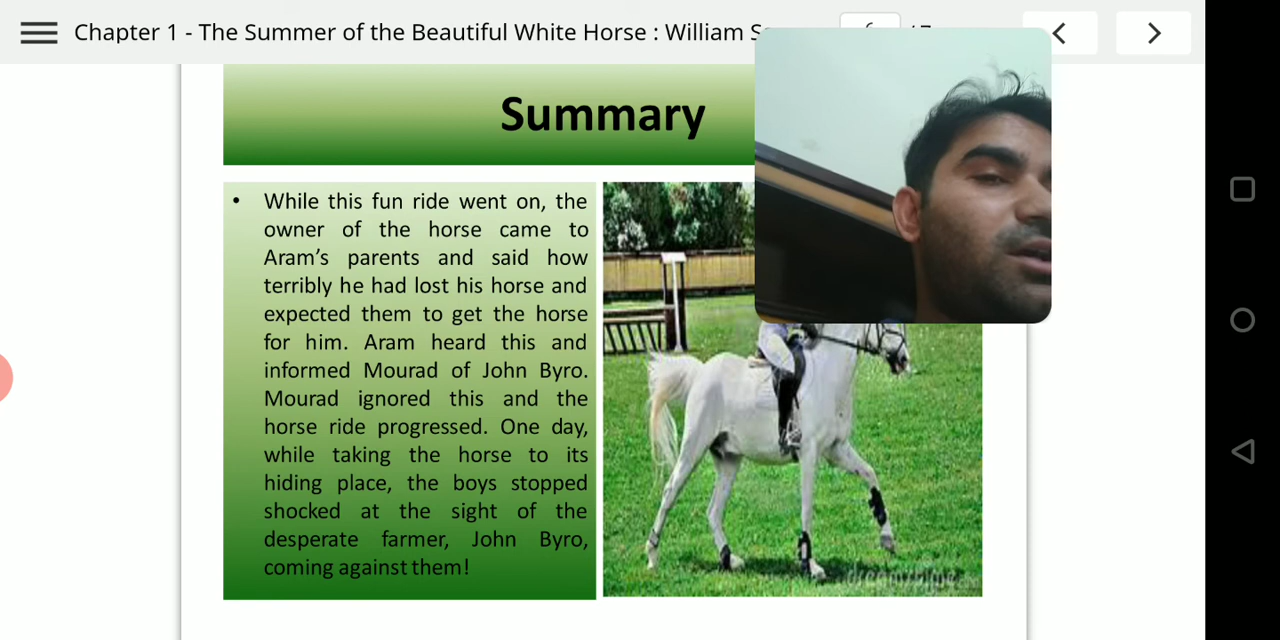 Chapter 1 - The Summer of the Beautiful White Horse : William
Summary
• While this fun ride went on, the
owner of the horse came to
Aram's parents and said how
terribly he had lost his horse and
expected them to get the horse
for him. Aram heard this and
informed Mourad of John Byro.
Mourad ignored this and the
horse ride progressed. One day,
while taking the horse to its
hiding place, the boys stopped
shocked at the sight of the
desperate farmer, John Byro,
coming against them!
dreamstime